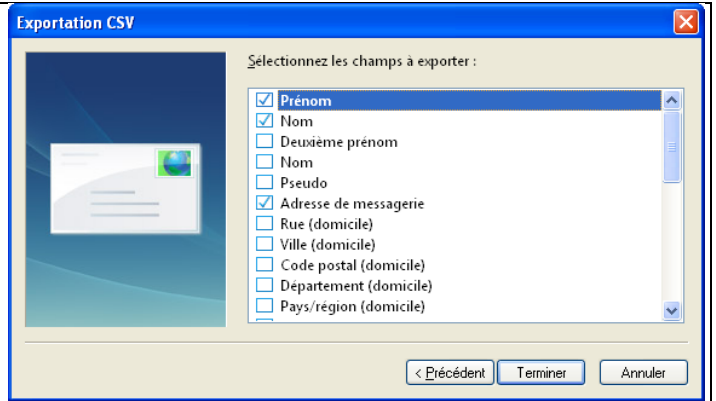 Exportation CSV
Sélectionnez les champs à exporter :
Prénom
Nom
Deuxième prénom
Nom
Pseudo
Adresse de messagerie
Rue (domicile)
Ville (domicile)
Code postal (domicile)
Département (domicile)
Pays/région (domicile)
< Précédent Terminer Annuler